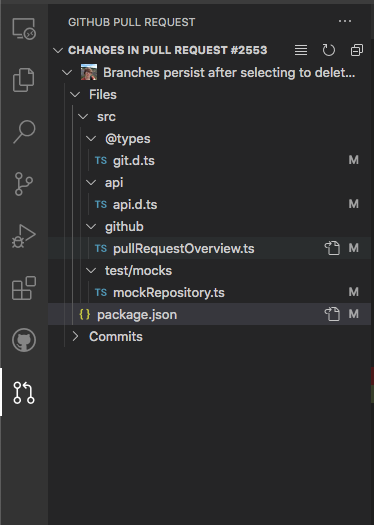 GITHUB PULL REQUEST
CHANGES IN PULL REQUEST #2553
Branches persist after selecting to delet...
Files
src
@types
TS git.d.ts M
api
TS api.d.ts M
github
TS pullRequestOverview.ts M
test/mocks
TS mockRepository.ts M
{} package.json M
Commits